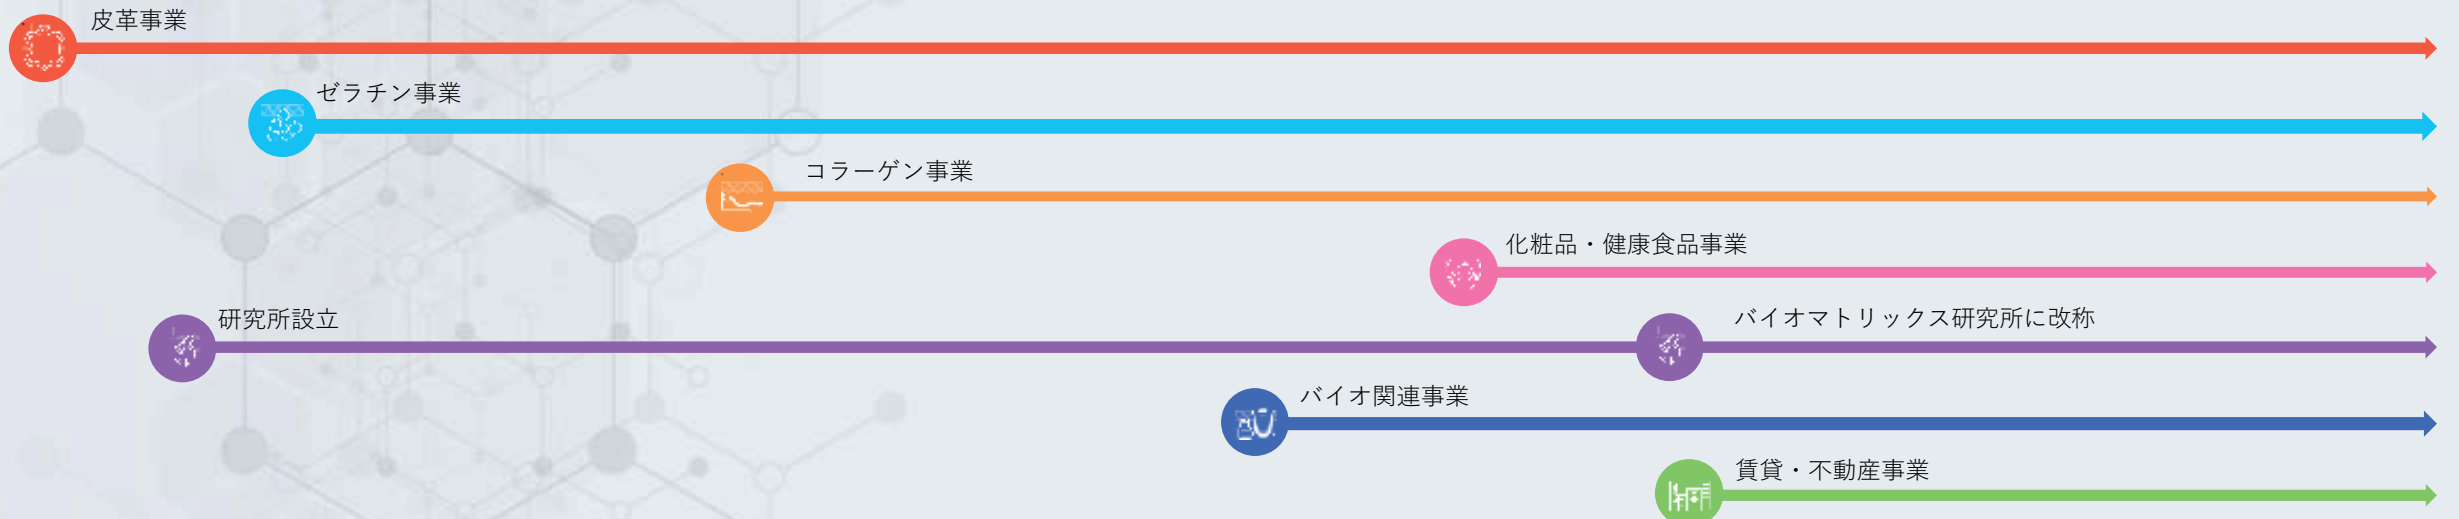 皮革事業
ゼラチン事業
コラーゲン事業
化粧品・健康食品事業
研究所設立
バイオマトリックス研究所に改称
バイオ関連事業
賃貸・不動産事業